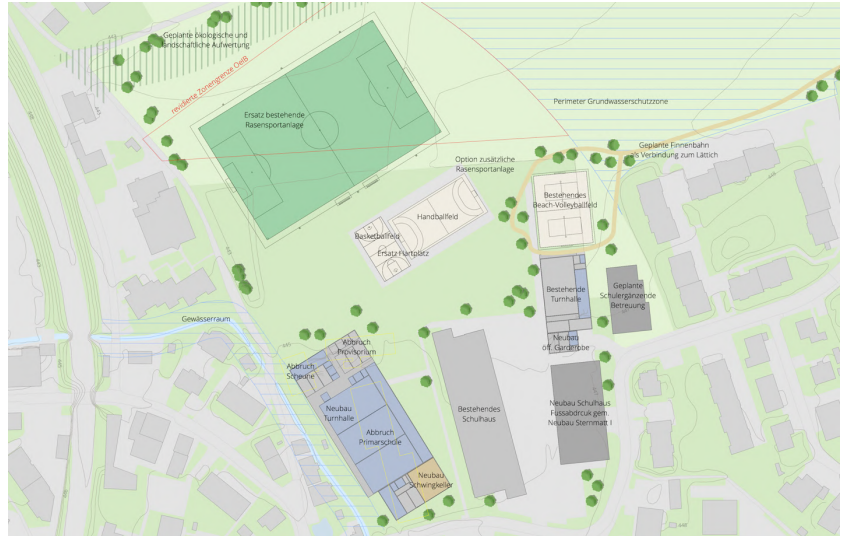 Geplante ökologische und
landschaftliche Aufwertung
revidierte Zonengrenze OeIB
Ersatz bestehende
Rasensportanlage
Perimeter Grundwasserschutzzone
Geplante Finnenbahn
als Verbindung zum Lättich
Option zusätzliche
Rasensportanlage
Bestehendes
Beach-Volleyballfeld
Handballfeld
Basketballfeld
Ersatz Hartplatz
Bestehende
Turnhalle
Geplante
Schulergänzende
Betreuung
Gewässerraum
Neubau
öff. Garderobe
Abbruch
Provisorium
Abbruch
Scheune
Neubau
Turnhalle
Abbruch
Primarschule
Bestehendes
Schulhaus
Neubau Schulhaus
Fussabdrcuk gem.
Neubau Sternmatt I
Neubau
Schwingkeller